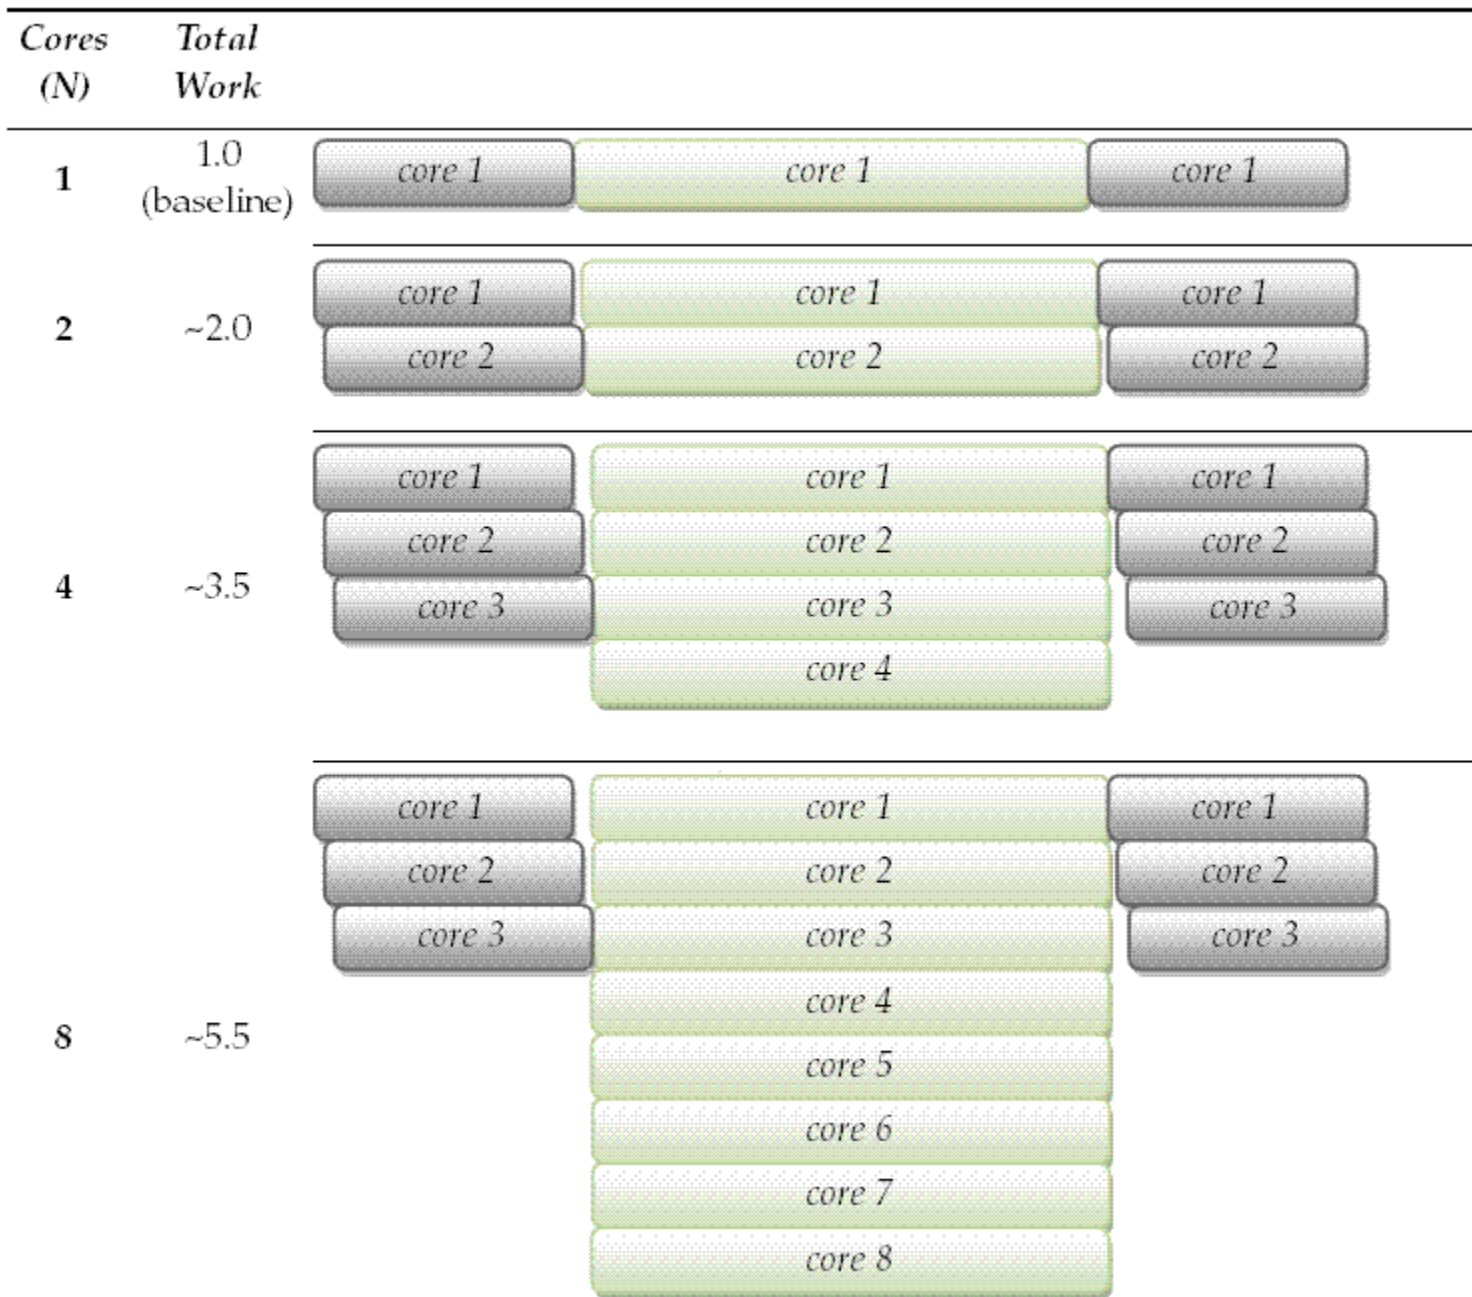 Cores Total
(N) Work
1 1.0 (baseline) core 1 core 1 core 1
core 1 core 1 core 1
2 ~2.0
core 2 core 2 core 2
core 1 core 1 core 1
core 2 core 2 core 2
4 ~3.5
core 3 core 3 core 3
core 4
core 1 core 1 core 1
core 2 core 2 core 2
core 3 core 3 core 3
core 4
8 ~5.5
core 5
core 6
core 7
core 8